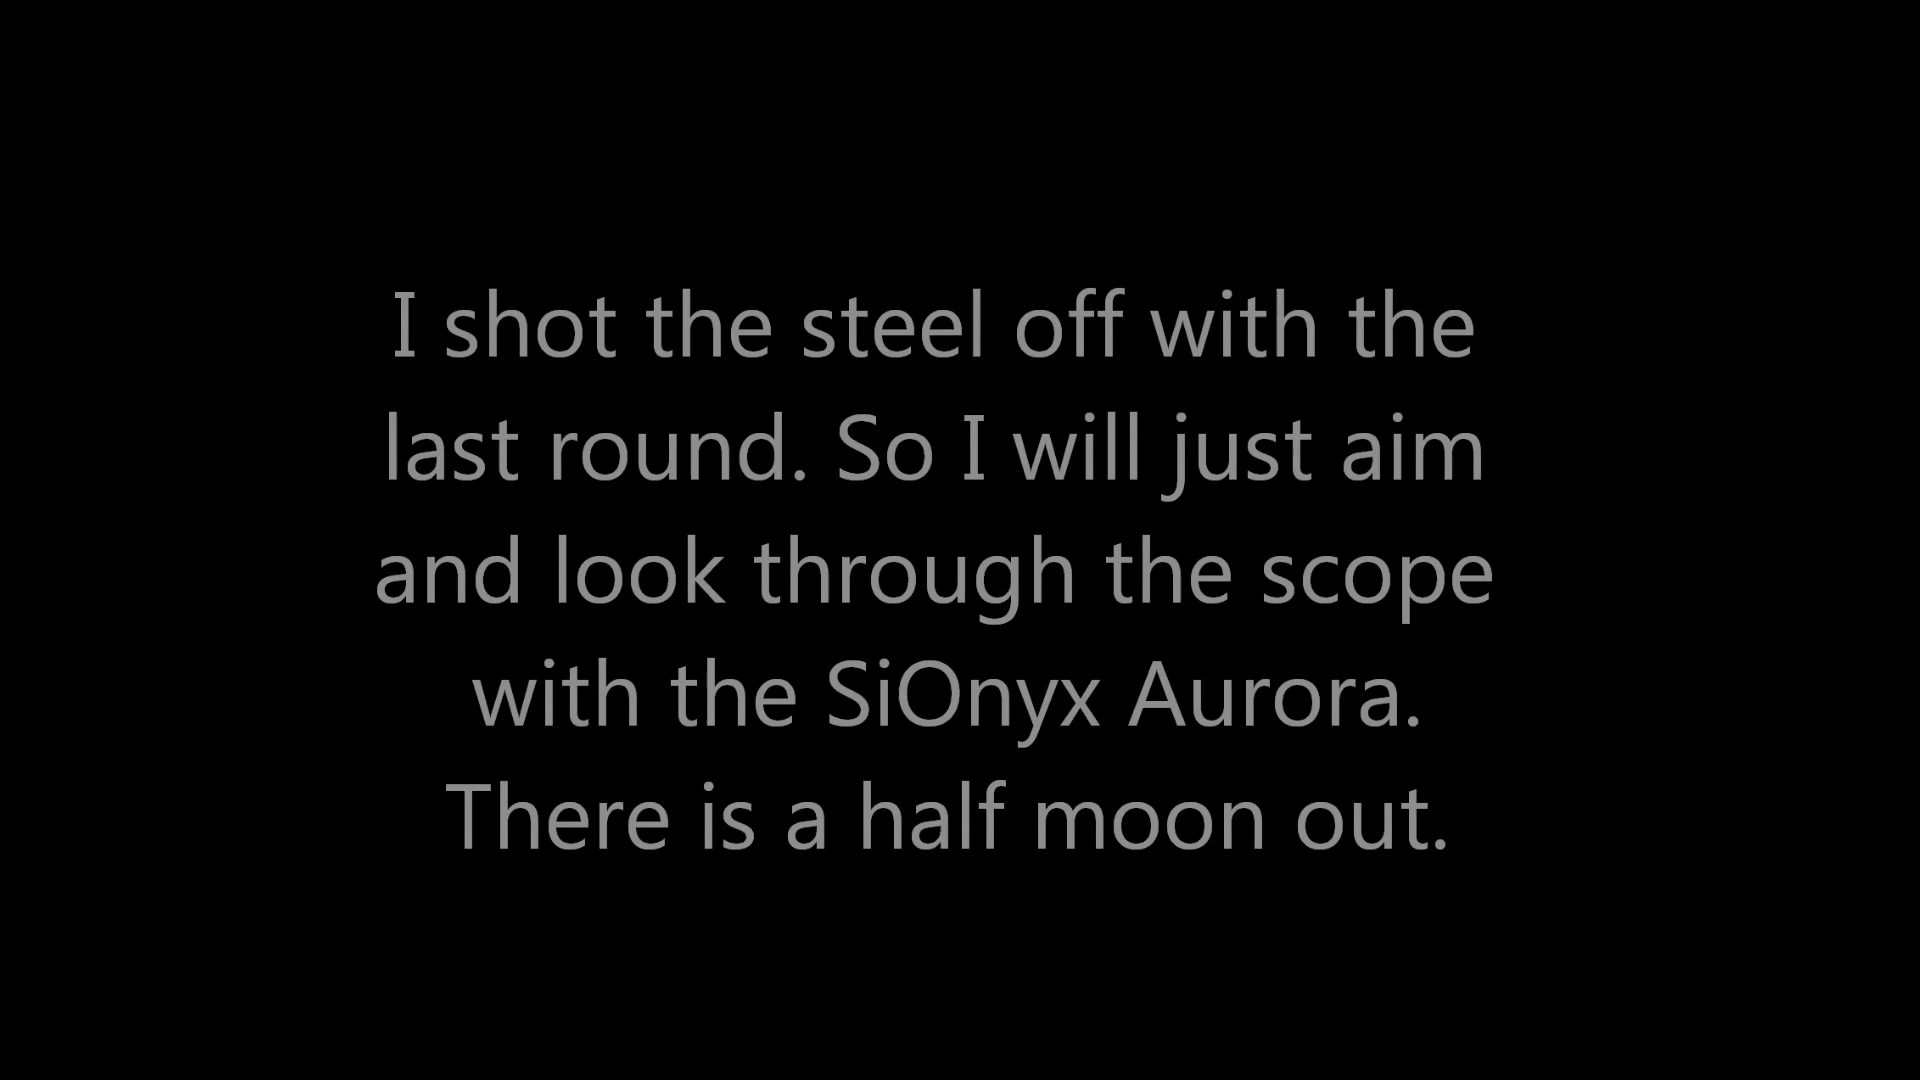 I shot the steel off with the
last round. So I will just aim
and look through the scope
with the SiOnyx Aurora.
There is a half moon out.